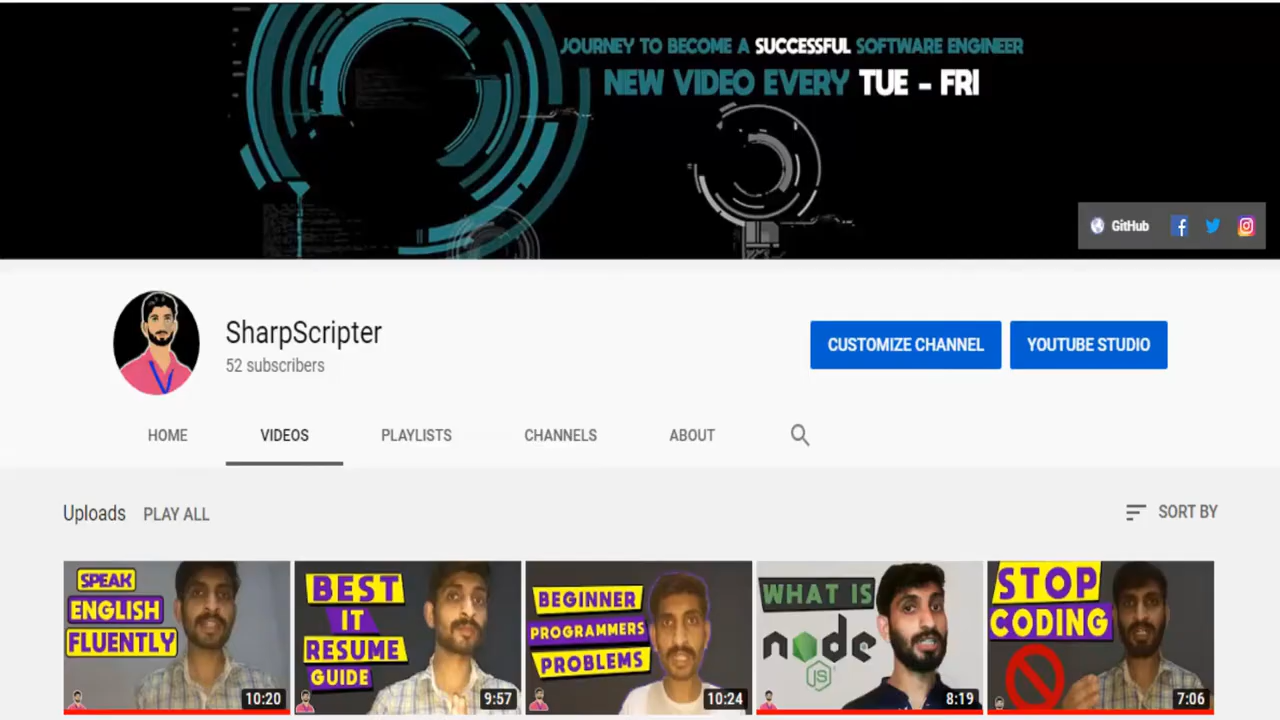 JOURNEY TO BECOME A SUCCESSFUL SOFTWARE ENGINEER
NEW VIDEO EVERY TUE - FRI
GitHub
SharpScripter
52 subscribers
CUSTOMIZE CHANNEL
YOUTUBE STUDIO
HOME
VIDEOS
PLAYLISTS
CHANNELS
ABOUT
Uploads
PLAY ALL
SORT BY
SPEAK
ENGLISH
FLUENTLY
10:20
BEST
IT
RESUME
GUIDE
9:57
BEGINNER
PROGRAMMERS
PROBLEMS
10:24
WHAT IS
node
JS
8:19
STOP
CODING
7:06